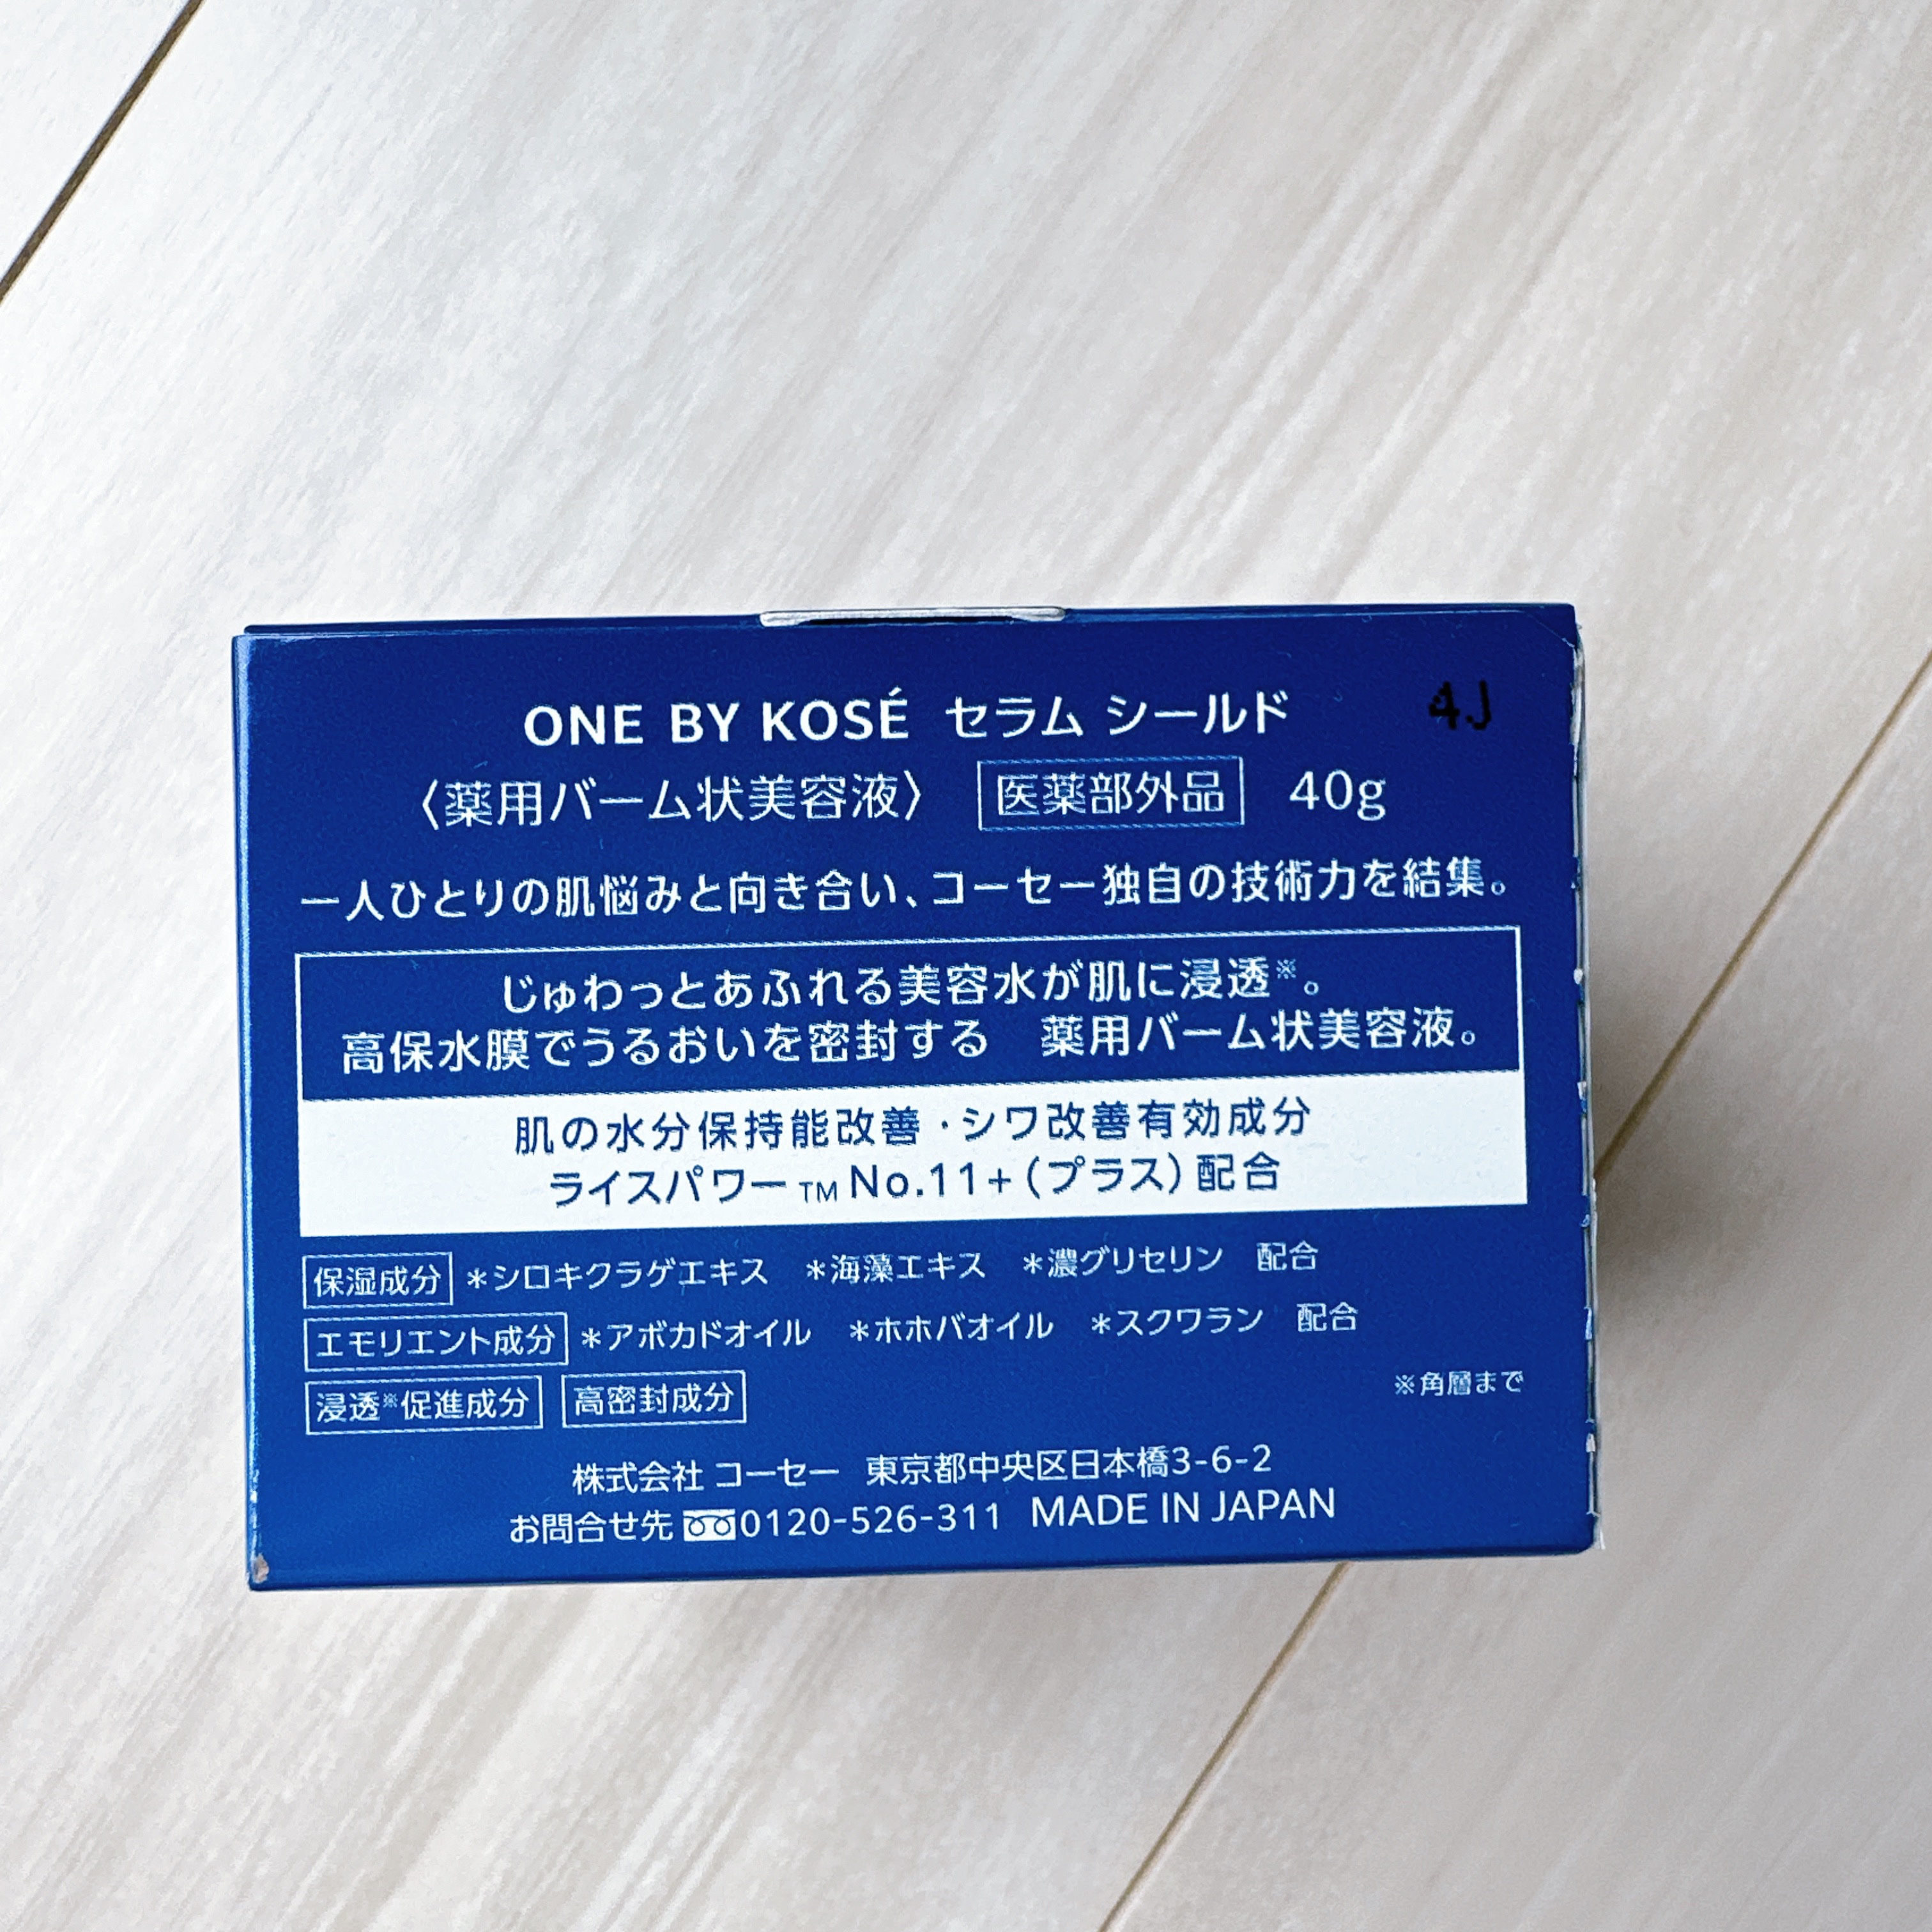 ONE BY KOSÉ セラム シールド 4J
〈薬用バーム状美容液〉 医薬部外品 40g
一人ひとりの肌悩みと向き合い、コーセー独自の技術力を結集。
じゅわっとあふれる美容水が肌に浸透※。
高保水膜でうるおいを密封する 薬用バーム状美容液。
肌の水分保持能改善・シワ改善有効成分
ライスパワーTM No.11+(プラス)配合
保湿成分 *シロキクラゲエキス *海藻エキス *濃グリセリン 配合
エモリエント成分 *アボカドオイル *ホホバオイル *スクワラン 配合
浸透※促進成分 高密封成分 ※角層まで
株式会社 コーセー 東京都中央区日本橋3-6-2
お問合せ先 0120-526-311 MADE IN JAPAN